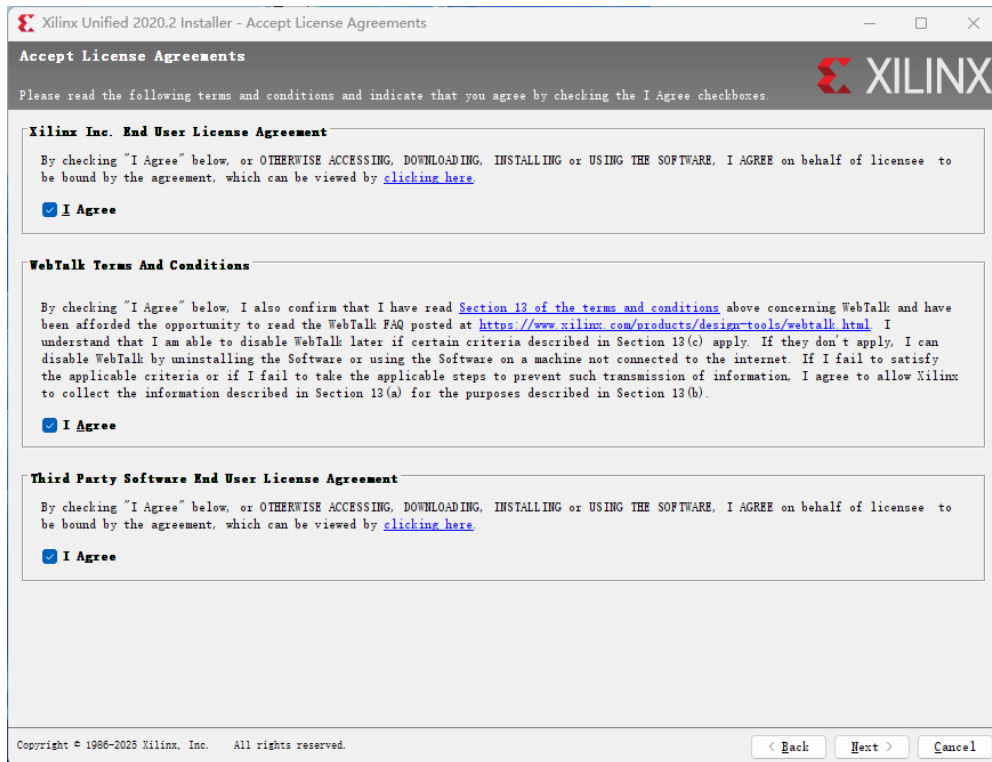 Xilinx Unified 2020.2 Installer - Accept License Agreements
Accept License Agreements
XILINX
Please read the following terms and conditions and indicate that you agree by checking the I Agree checkboxes.
Xilinx Inc. End User License Agreement
By checking "I Agree" below, or OTHERWISE ACCESSING, DOWNLOADING, INSTALLING or USING THE SOFTWARE, I AGREE on behalf of licensee to
be bound by the agreement, which can be viewed by clicking here.
I Agree
WebTalk Terms And Conditions
By checking "I Agree" below, I also confirm that I have read Section 13 of the terms and conditions above concerning WebTalk and have
been afforded the opportunity to read the WebTalk FAQ posted at https://www.xilinx.com/products/design-tools/webtalk.html. I
understand that I am able to disable WebTalk later if certain criteria described in Section 13(c) apply. If they don't apply, I can
disable WebTalk by uninstalling the Software or using the Software on a machine not connected to the internet. If I fail to satisfy
the applicable criteria or if I fail to take the applicable steps to prevent such transmission of information, I agree to allow Xilinx
to collect the information described in Section 13(a) for the purposes described in Section 13(b).
I Agree
Third Party Software End User License Agreement
By checking "I Agree" below, or OTHERWISE ACCESSING, DOWNLOADING, INSTALLING or USING THE SOFTWARE, I AGREE on behalf of licensee to
be bound by the agreement, which can be viewed by clicking here.
I Agree
Copyright © 1986-2025 Xilinx, Inc. All rights reserved.
< Back
Next >
Cancel